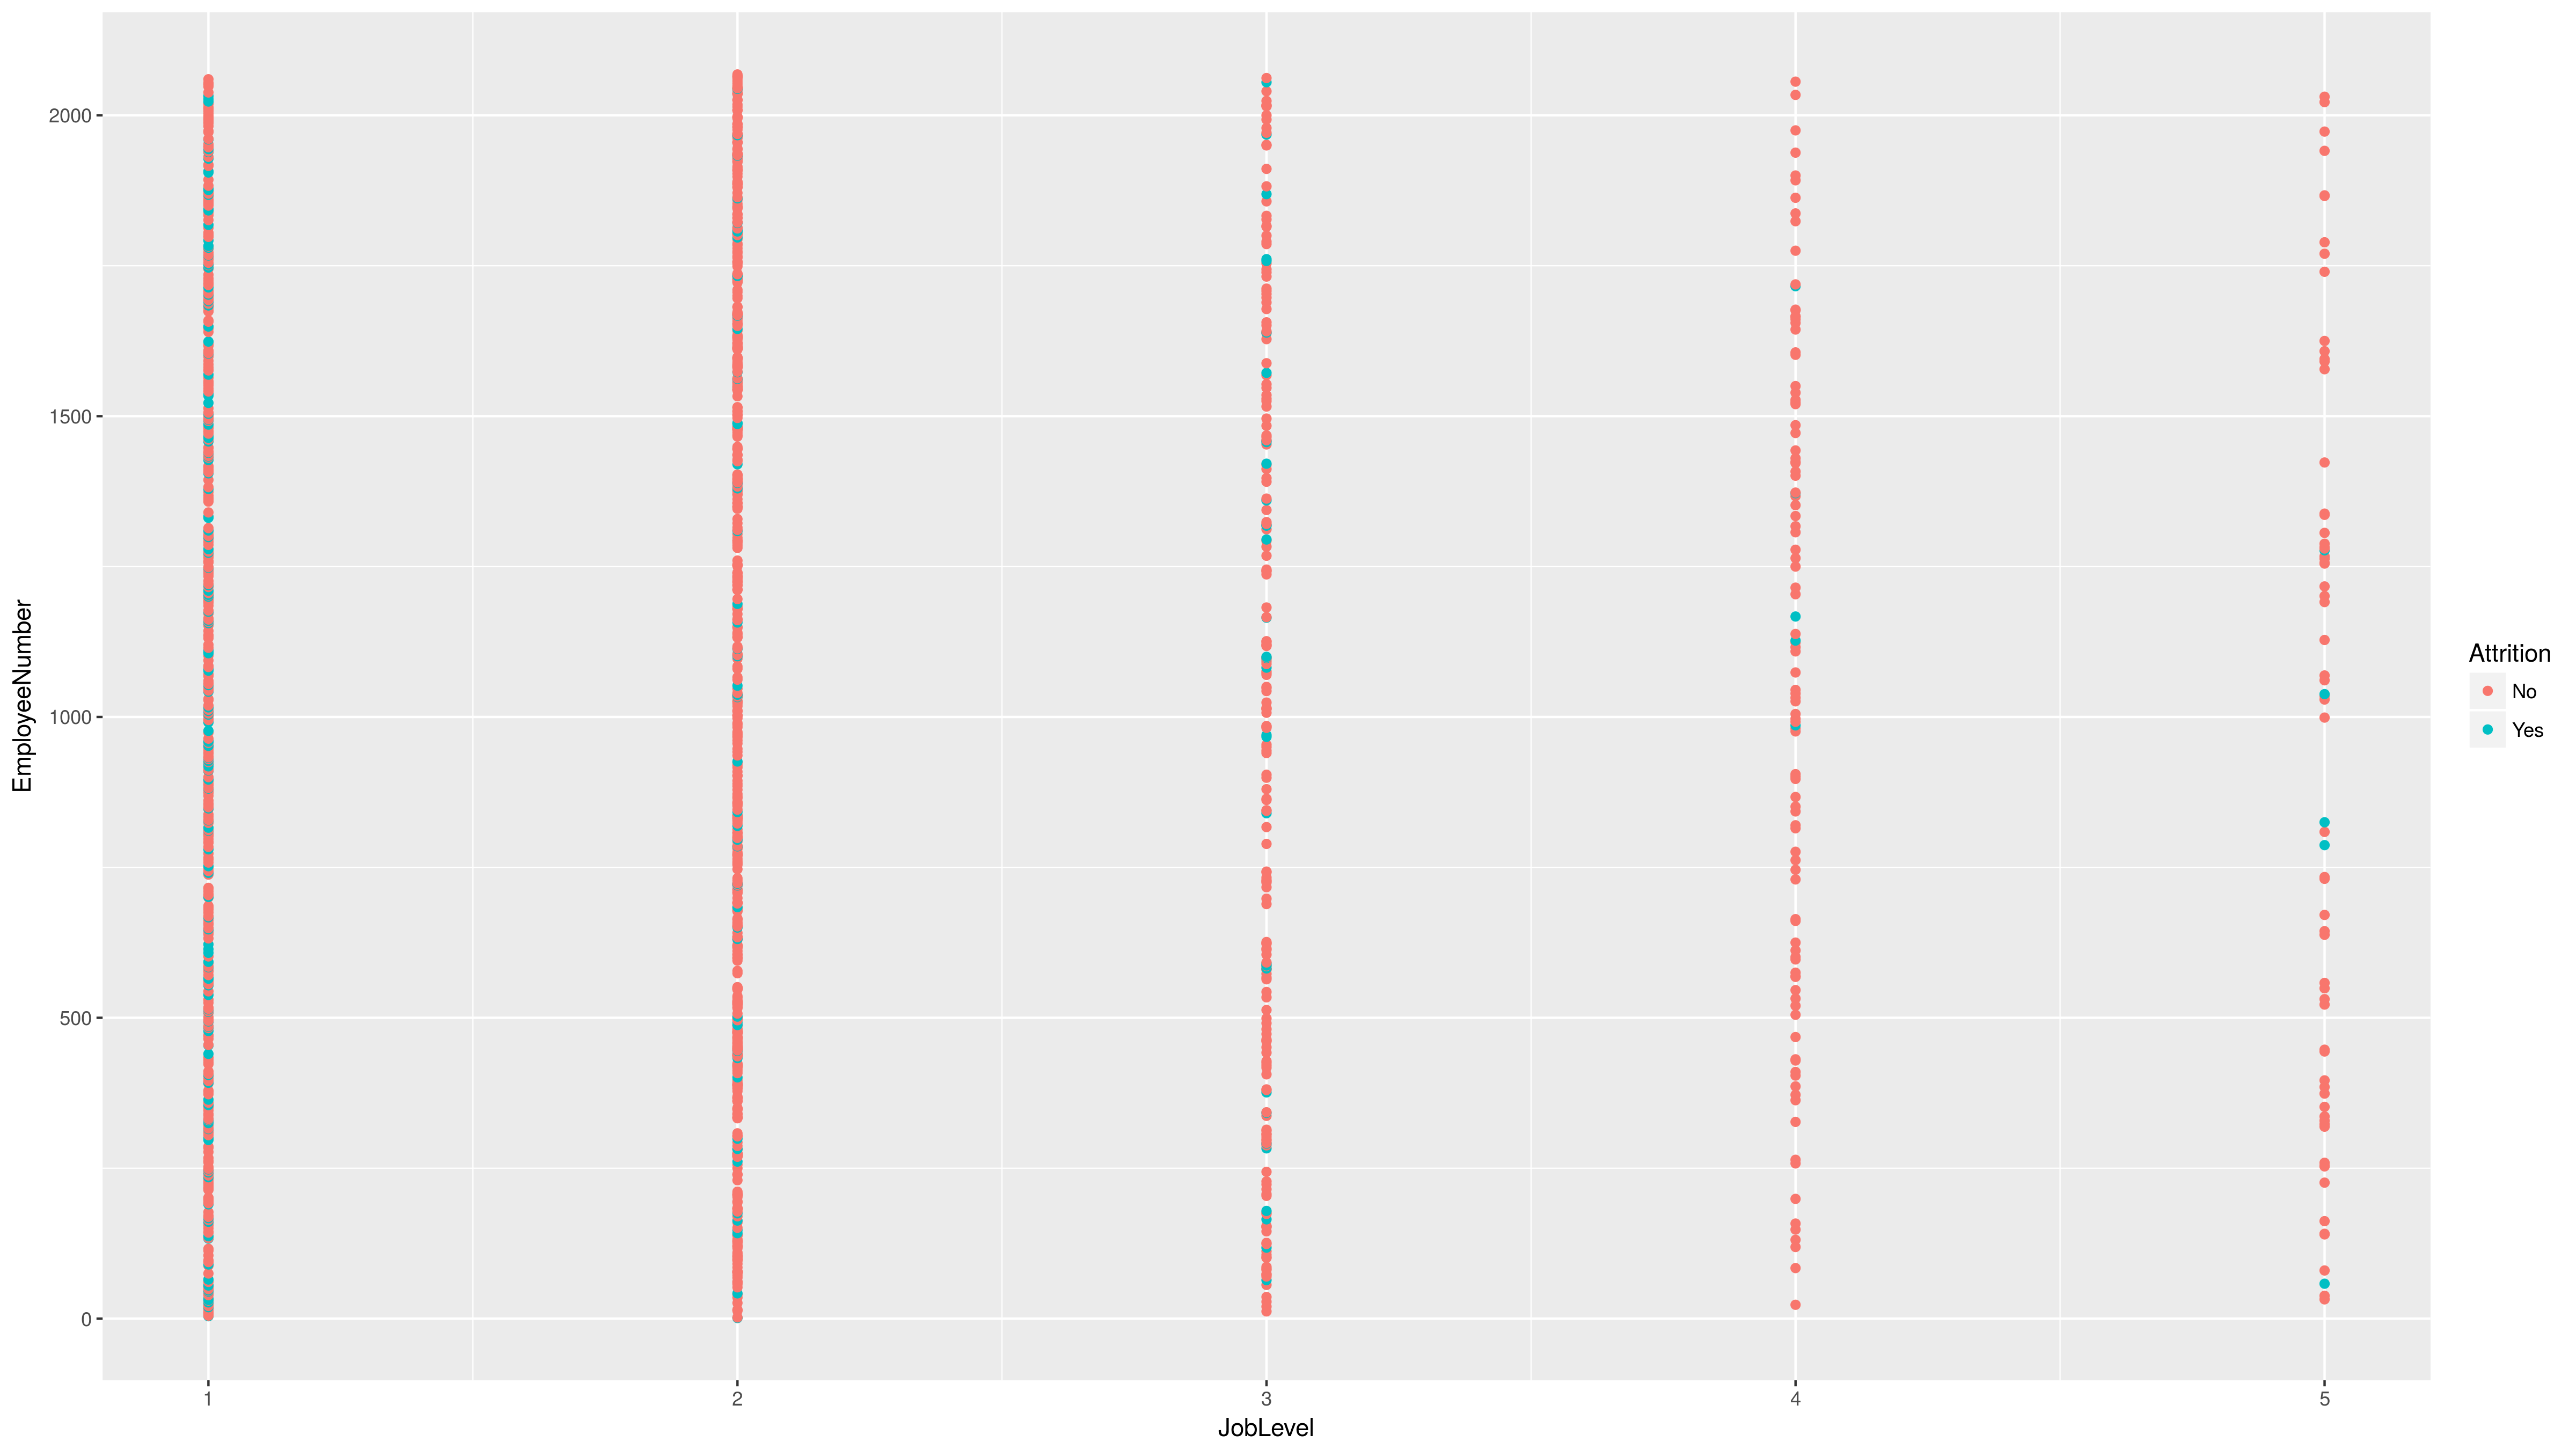 EmployeeNumber
2000
1500
1000
500
0
1 2 3 4 5
JobLevel
Attrition
No
Yes